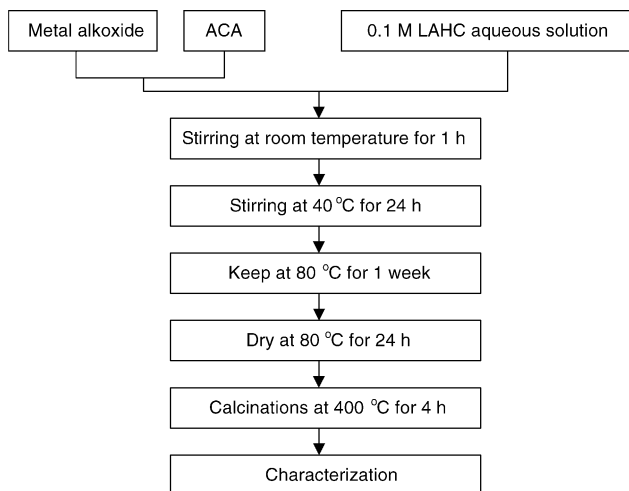 Metal alkoxide
ACA
0.1 M LAHC aqueous solution
Stirring at room temperature for 1 h
Stirring at 40 °C for 24 h
Keep at 80 °C for 1 week
Dry at 80 °C for 24 h
Calcinations at 400 °C for 4 h
Characterization